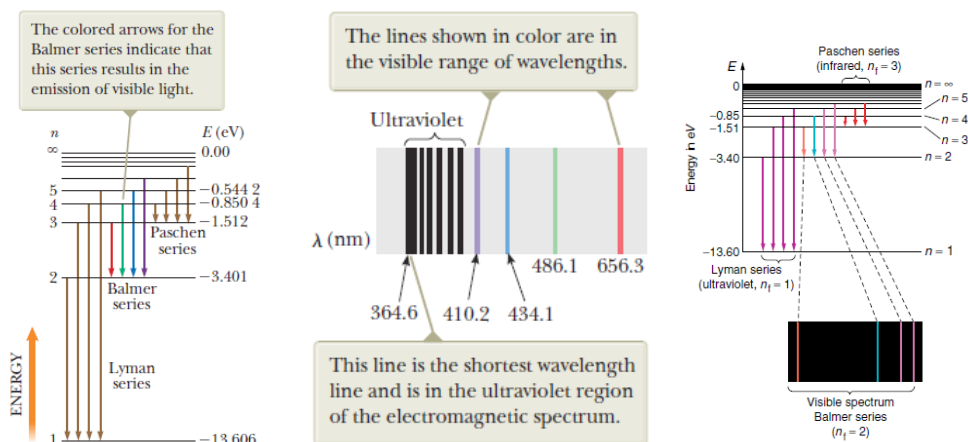 The colored arrows for the
Balmer series indicate that
this series results in the
emission of visible light.
n
E (eV)
∞
0.00
5
−0.544 2
4
−0.850 4
3
−1.512
Paschen
series
2
−3.401
Balmer
series
ENERGY
Lyman
series
1
−13.606
The lines shown in color are in
the visible range of wavelengths.
Ultraviolet
λ (nm)
486.1 656.3
364.6 410.2 434.1
This line is the shortest wavelength
line and is in the ultraviolet region
of the electromagnetic spectrum.
Paschen series
(infrared, nf = 3)
E
0
n = ∞
n = 5
−0.85
n = 4
−1.51
n = 3
−3.40
n = 2
Energy in eV
−13.60
n = 1
Lyman series
(ultraviolet, nf = 1)
Visible spectrum
Balmer series
(nf = 2)